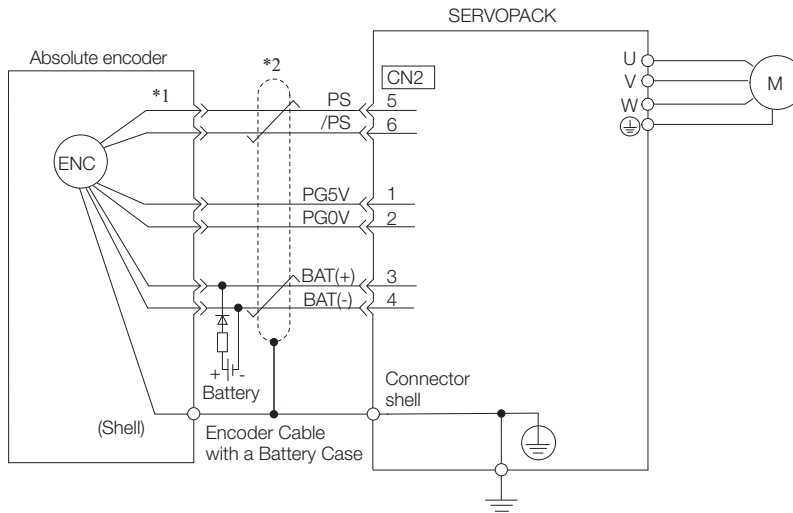 SERVOPACK
Absolute encoder
*1
*2
CN2
U
V
W
M
ENC
PS 5
/PS 6
PG5V 1
PG0V 2
BAT(+) 3
BAT(-) 4
+ -
Battery
(Shell)
Encoder Cable
with a Battery Case
Connector
shell